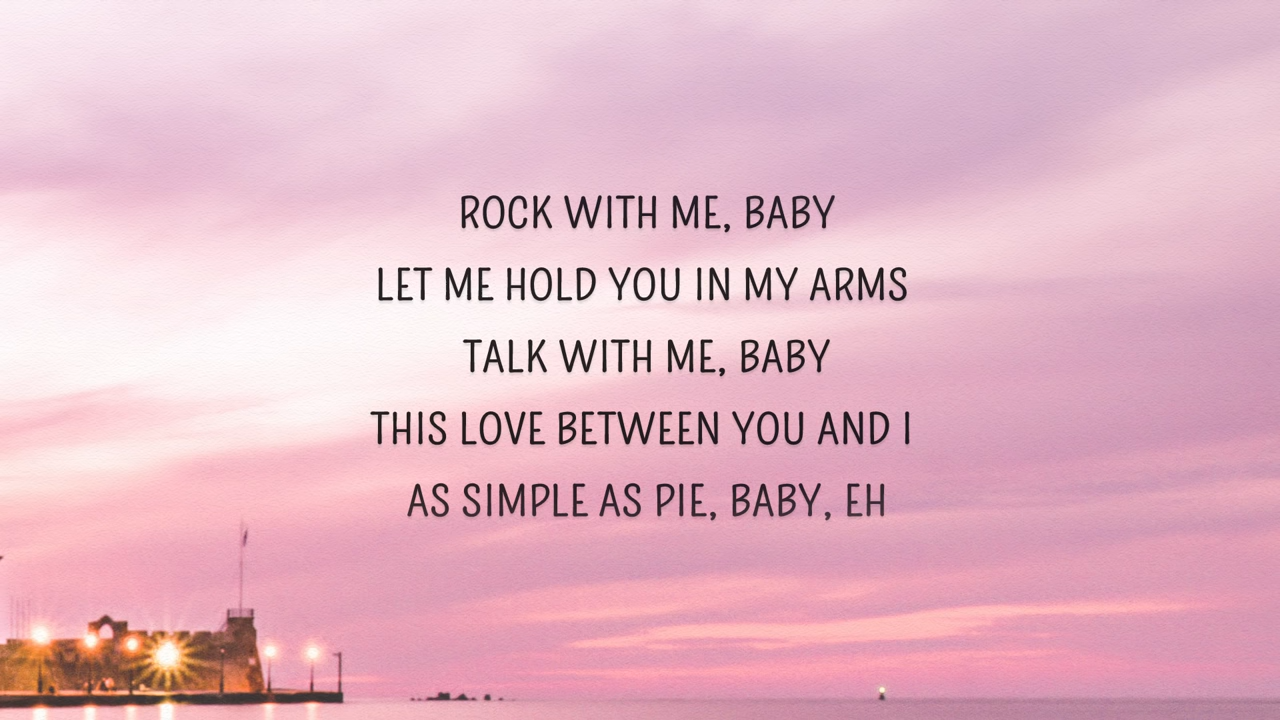 ROCK WITH ME, BABY
LET ME HOLD YOU IN MY ARMS
TALK WITH ME, BABY
THIS LOVE BETWEEN YOU AND I
AS SIMPLE AS PIE, BABY, EH